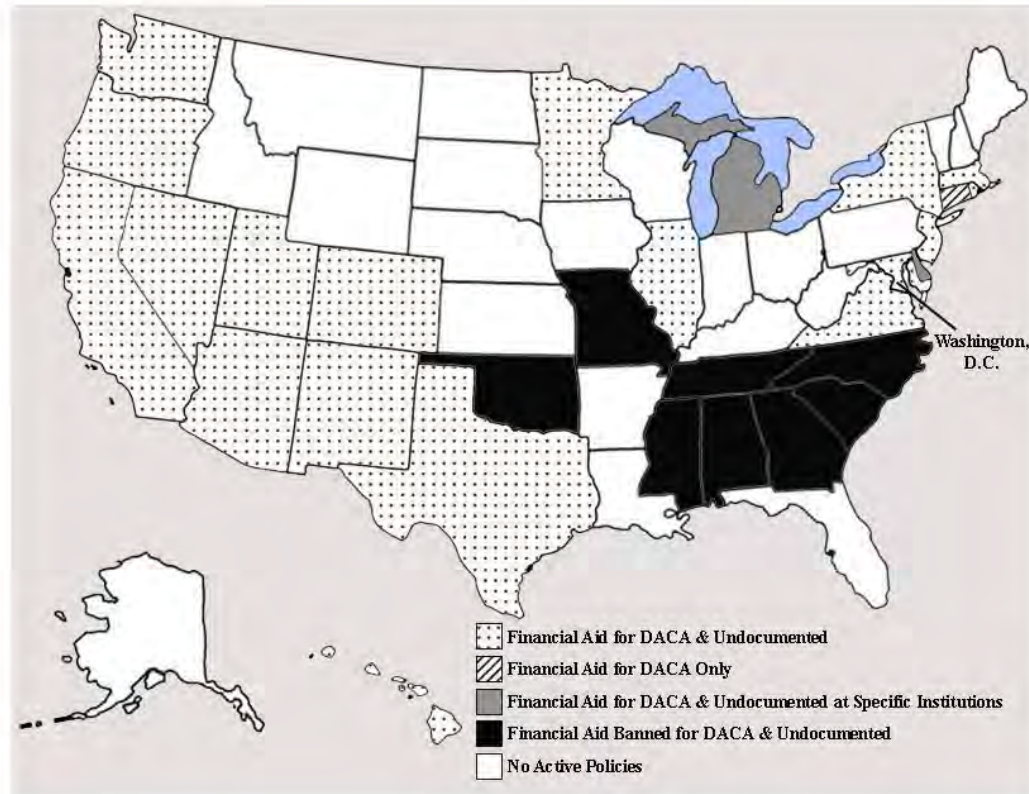 Washington,
D.C.
Financial Aid for DACA & Undocumented
Financial Aid for DACA Only
Financial Aid for DACA & Undocumented at Specific Institutions
Financial Aid Banned for DACA & Undocumented
No Active Policies